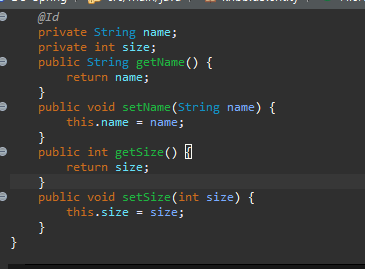 @Id
private String name;
private int size;
public String getName() {
return name;
}
public void setName(String name) {
this.name = name;
}
public int getSize() {
return size;
}
public void setSize(int size) {
this.size = size;
}
}